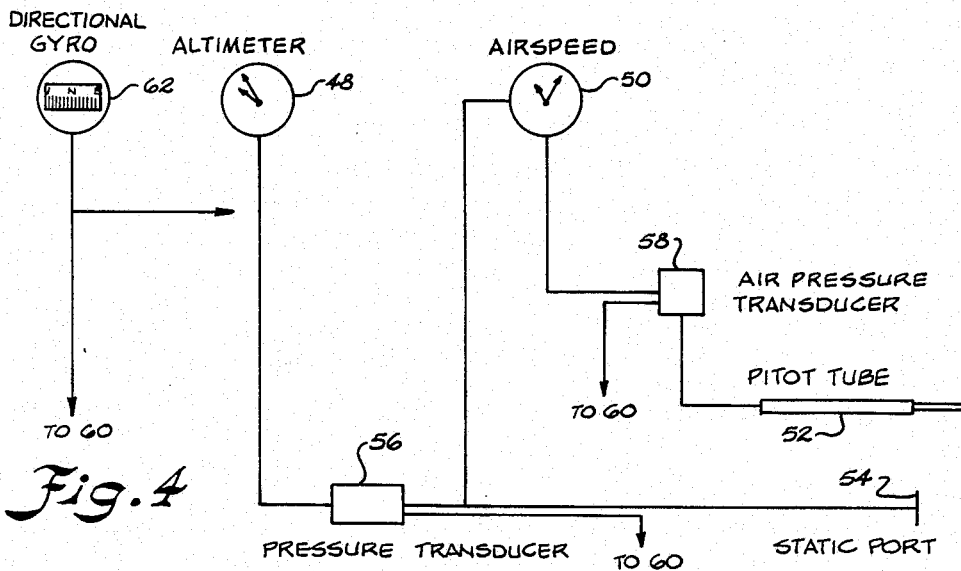 DIRECTIONAL
GYRO
ALTIMETER
AIRSPEED
62
48
50
N
58
AIR PRESSURE
TRANSDUCER
PITOT TUBE
TO 60
52
TO 60
56
54
Fig. 4
PRESSURE TRANSDUCER
TO 60
STATIC PORT